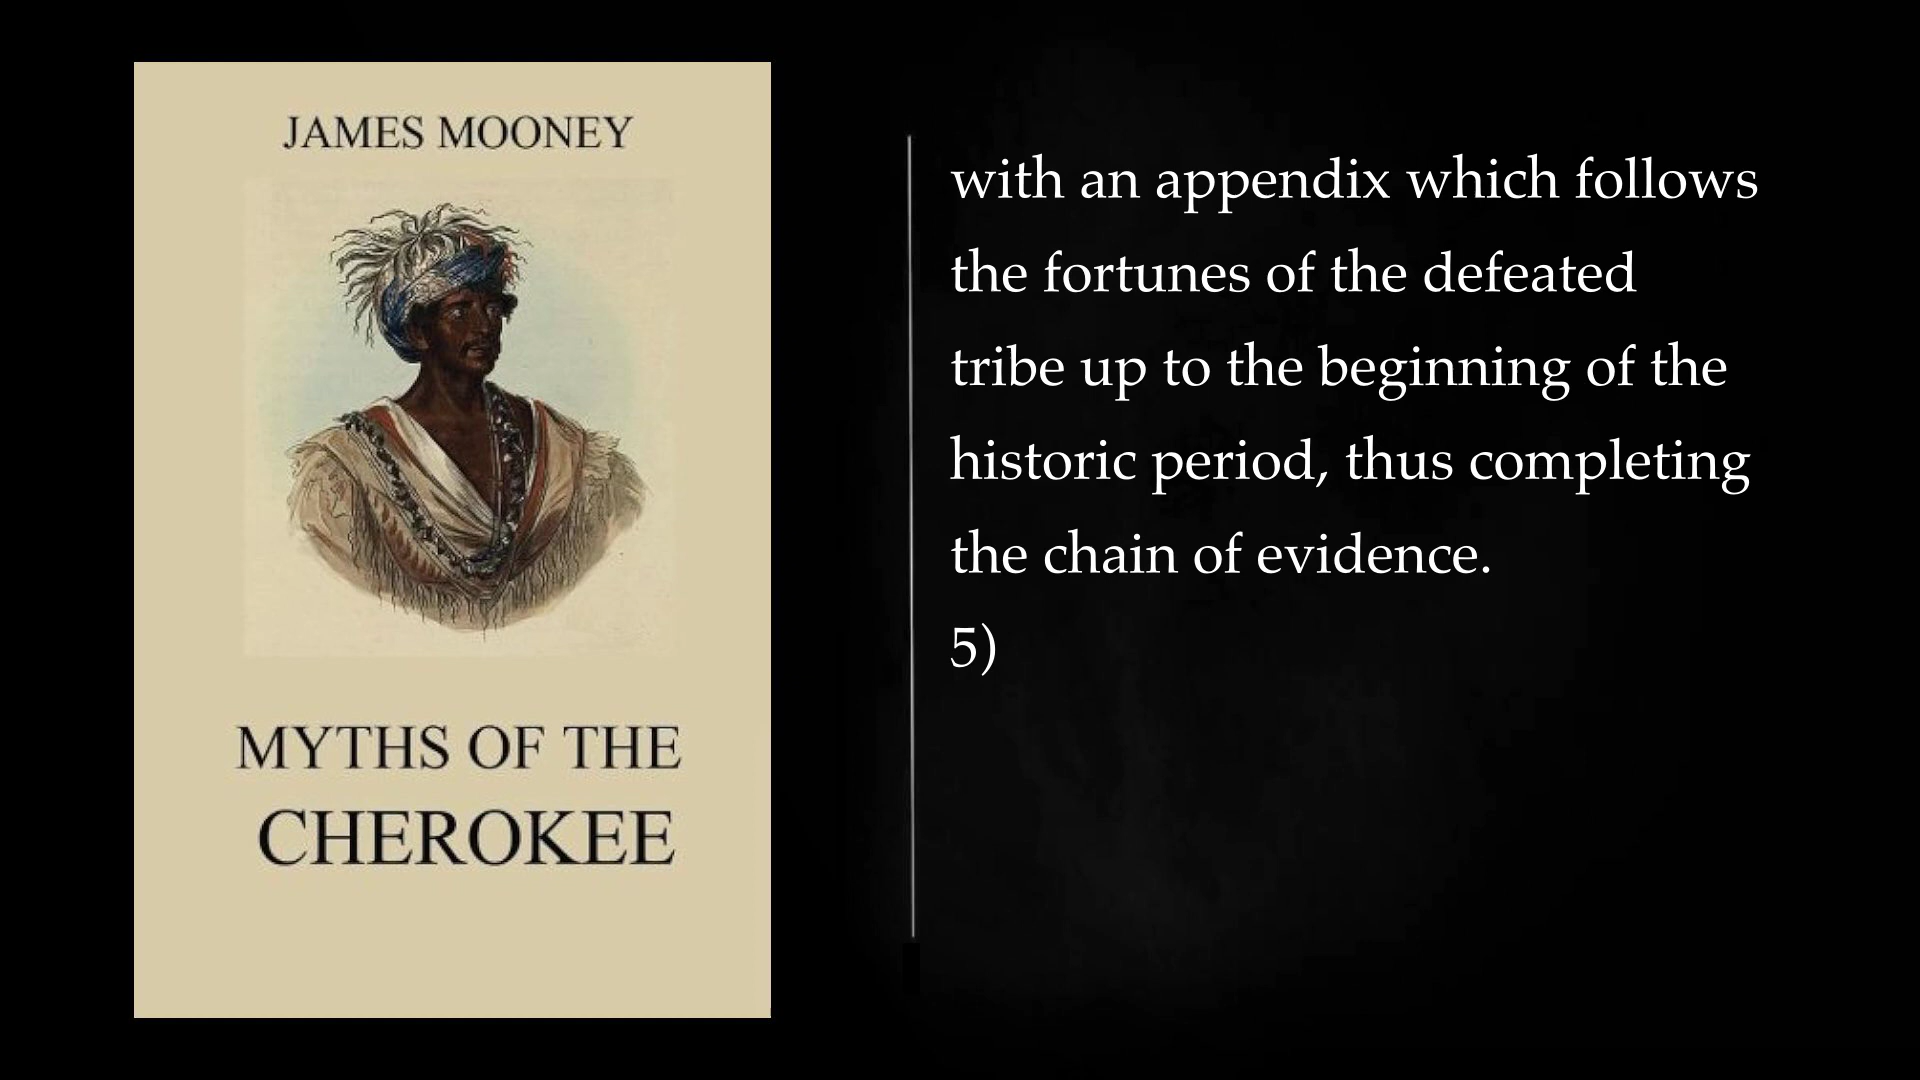 JAMES MOONEY
MYTHS OF THE
CHEROKEE
with an appendix which follows
the fortunes of the defeated
tribe up to the beginning of the
historic period, thus completing
the chain of evidence.
5)